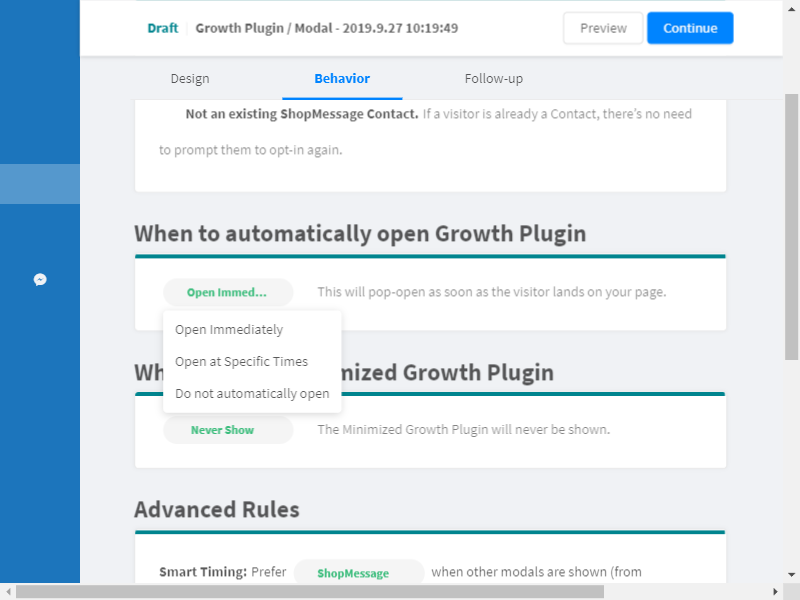 Draft Growth Plugin / Modal - 2019.9.27 10:19:49 Preview Continue
Design Behavior Follow-up
Not an existing ShopMessage Contact. If a visitor is already a Contact, there's no need
to prompt them to opt-in again.
When to automatically open Growth Plugin
Open Immed... This will pop-open as soon as the visitor lands on your page.
Open Immediately
Open at Specific Times
Do not automatically open
Growth Plugin
Never Show The Minimized Growth Plugin will never be shown.
Advanced Rules
Smart Timing: Prefer ShopMessage when other modals are shown (from